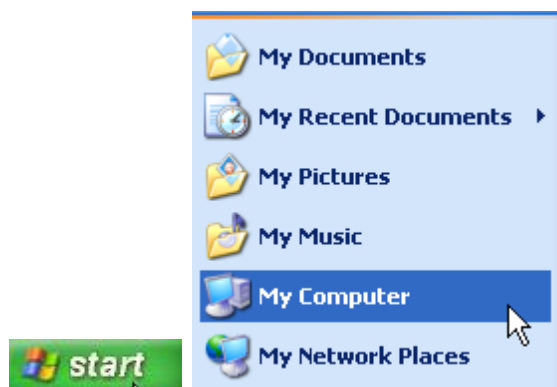 My Documents
My Recent Documents
My Pictures
My Music
My Computer
My Network Places
start